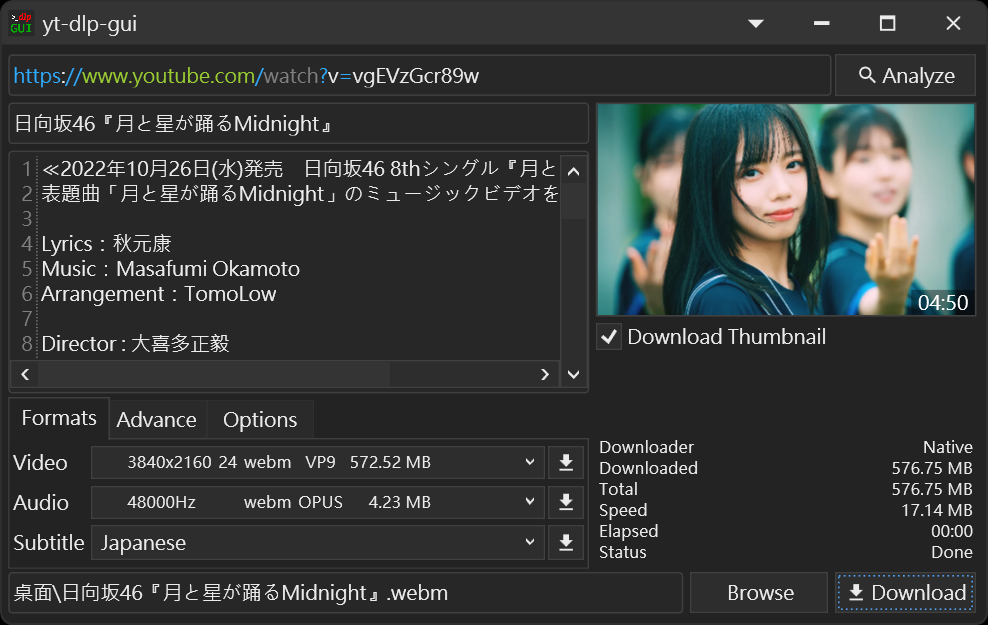 >_dlp GUI yt-dlp-gui
https://www.youtube.com/watch?v=vgEVzGcr89w
Analyze
日向坂46『月と星が踊るMidnight』
1 ≪2022年10月26日(水)発売　日向坂46 8thシングル『月と
2 表題曲「月と星が踊るMidnight」のミュージックビデオを
3
4 Lyrics：秋元康
5 Music：Masafumi Okamoto
6 Arrangement：TomoLow
7
8 Director : 大喜多正毅
04:50
Download Thumbnail
Formats Advance Options
Video 3840x2160 24 webm VP9 572.52 MB
Audio 48000Hz webm OPUS 4.23 MB
Subtitle Japanese
Downloader Native
Downloaded 576.75 MB
Total 576.75 MB
Speed 17.14 MB
Elapsed 00:00
Status Done
桌面\日向坂46『月と星が踊るMidnight』.webm
Browse
Download